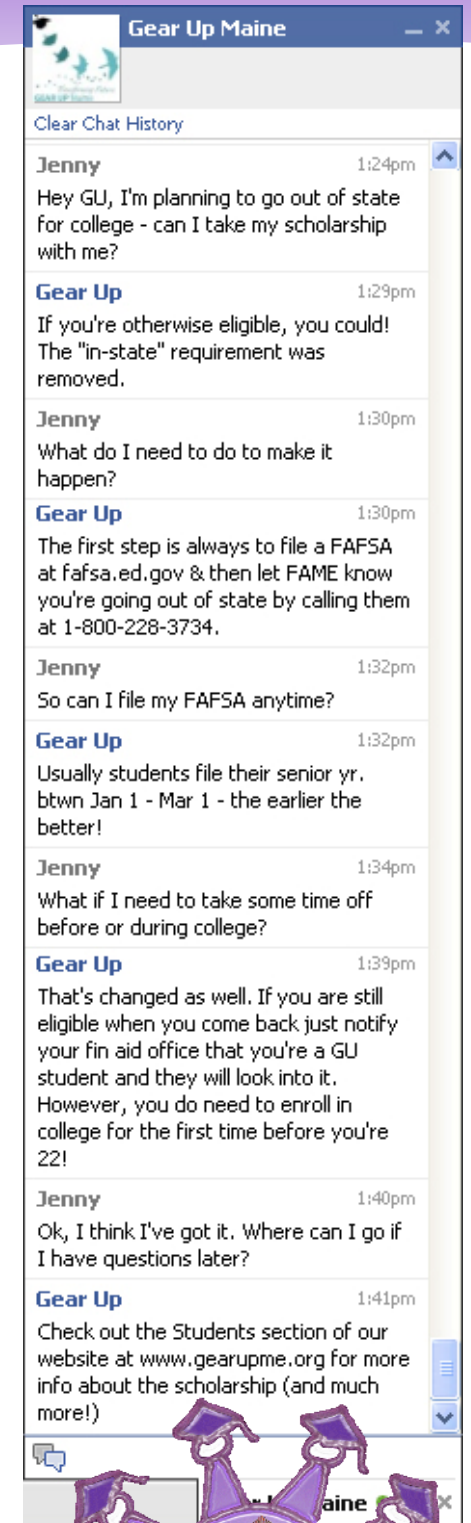 Gear Up Maine
Clear Chat History
Jenny 1:24pm
Hey GU, I'm planning to go out of state
for college - can I take my scholarship
with me?
Gear Up 1:29pm
If you're otherwise eligible, you could!
The "in-state" requirement was
removed.
Jenny 1:30pm
What do I need to do to make it
happen?
Gear Up 1:30pm
The first step is always to file a FAFSA
at fafsa.ed.gov & then let FAME know
you're going out of state by calling them
at 1-800-228-3734.
Jenny 1:32pm
So can I file my FAFSA anytime?
Gear Up 1:32pm
Usually students file their senior yr.
btwn Jan 1 - Mar 1 - the earlier the
better!
Jenny 1:34pm
What if I need to take some time off
before or during college?
Gear Up 1:39pm
That's changed as well. If you are still
eligible when you come back just notify
your fin aid office that you're a GU
student and they will look into it.
However, you do need to enroll in
college for the first time before you're
22!
Jenny 1:40pm
Ok, I think I've got it. Where can I go if
I have questions later?
Gear Up 1:41pm
Check out the Students section of our
website at www.gearupme.org for more
info about the scholarship (and much
more!)